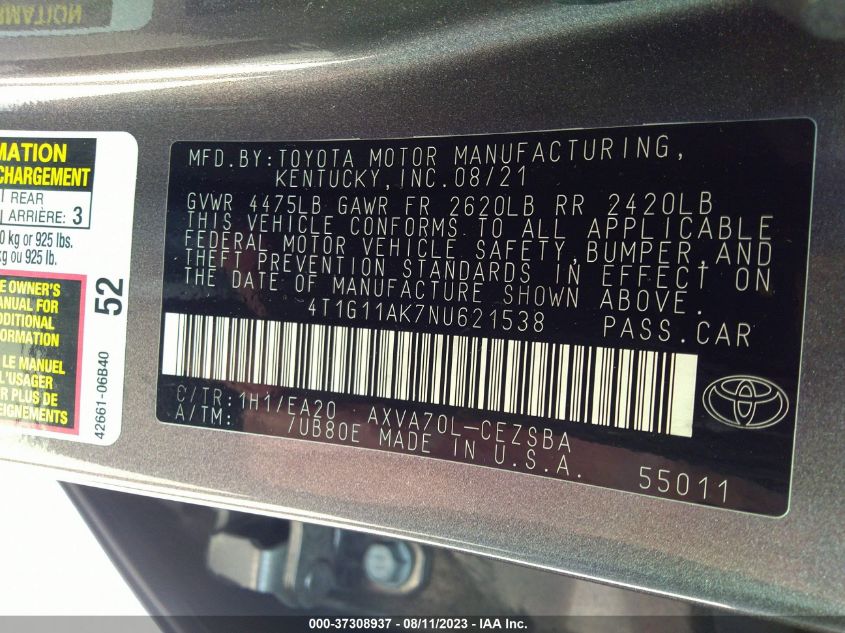 MATION
CHARGEMENT
REAR
ARRIÈRE: 3
0 kg or 925 lbs.
kg ou 925 lb.
E OWNER'S
ANUAL FOR
DDITIONAL
FORMATION
LE MANUEL
L'USAGER
R PLUS DE
EIGNEMENTS
52
42661-06B40
MFD.BY:TOYOTA MOTOR MANUFACTURING,
KENTUCKY,INC.08/21
GVWR 4475LB GAWR FR 2620LB RR 2420LB
THIS VEHICLE CONFORMS TO ALL APPLICABLE
FEDERAL MOTOR VEHICLE SAFETY,BUMPER,AND
THEFT PREVENTION STANDARDS IN EFFECT ON
THE DATE OF MANUFACTURE SHOWN ABOVE.
4T1G11AK7NU621538 PASS.CAR
C/TR:1H1/EA20 AXVA70L-CEZSBA
A/TM: /UB80E MADE IN U.S.A.
55011
000-37308937 - 08/11/2023 - IAA Inc.